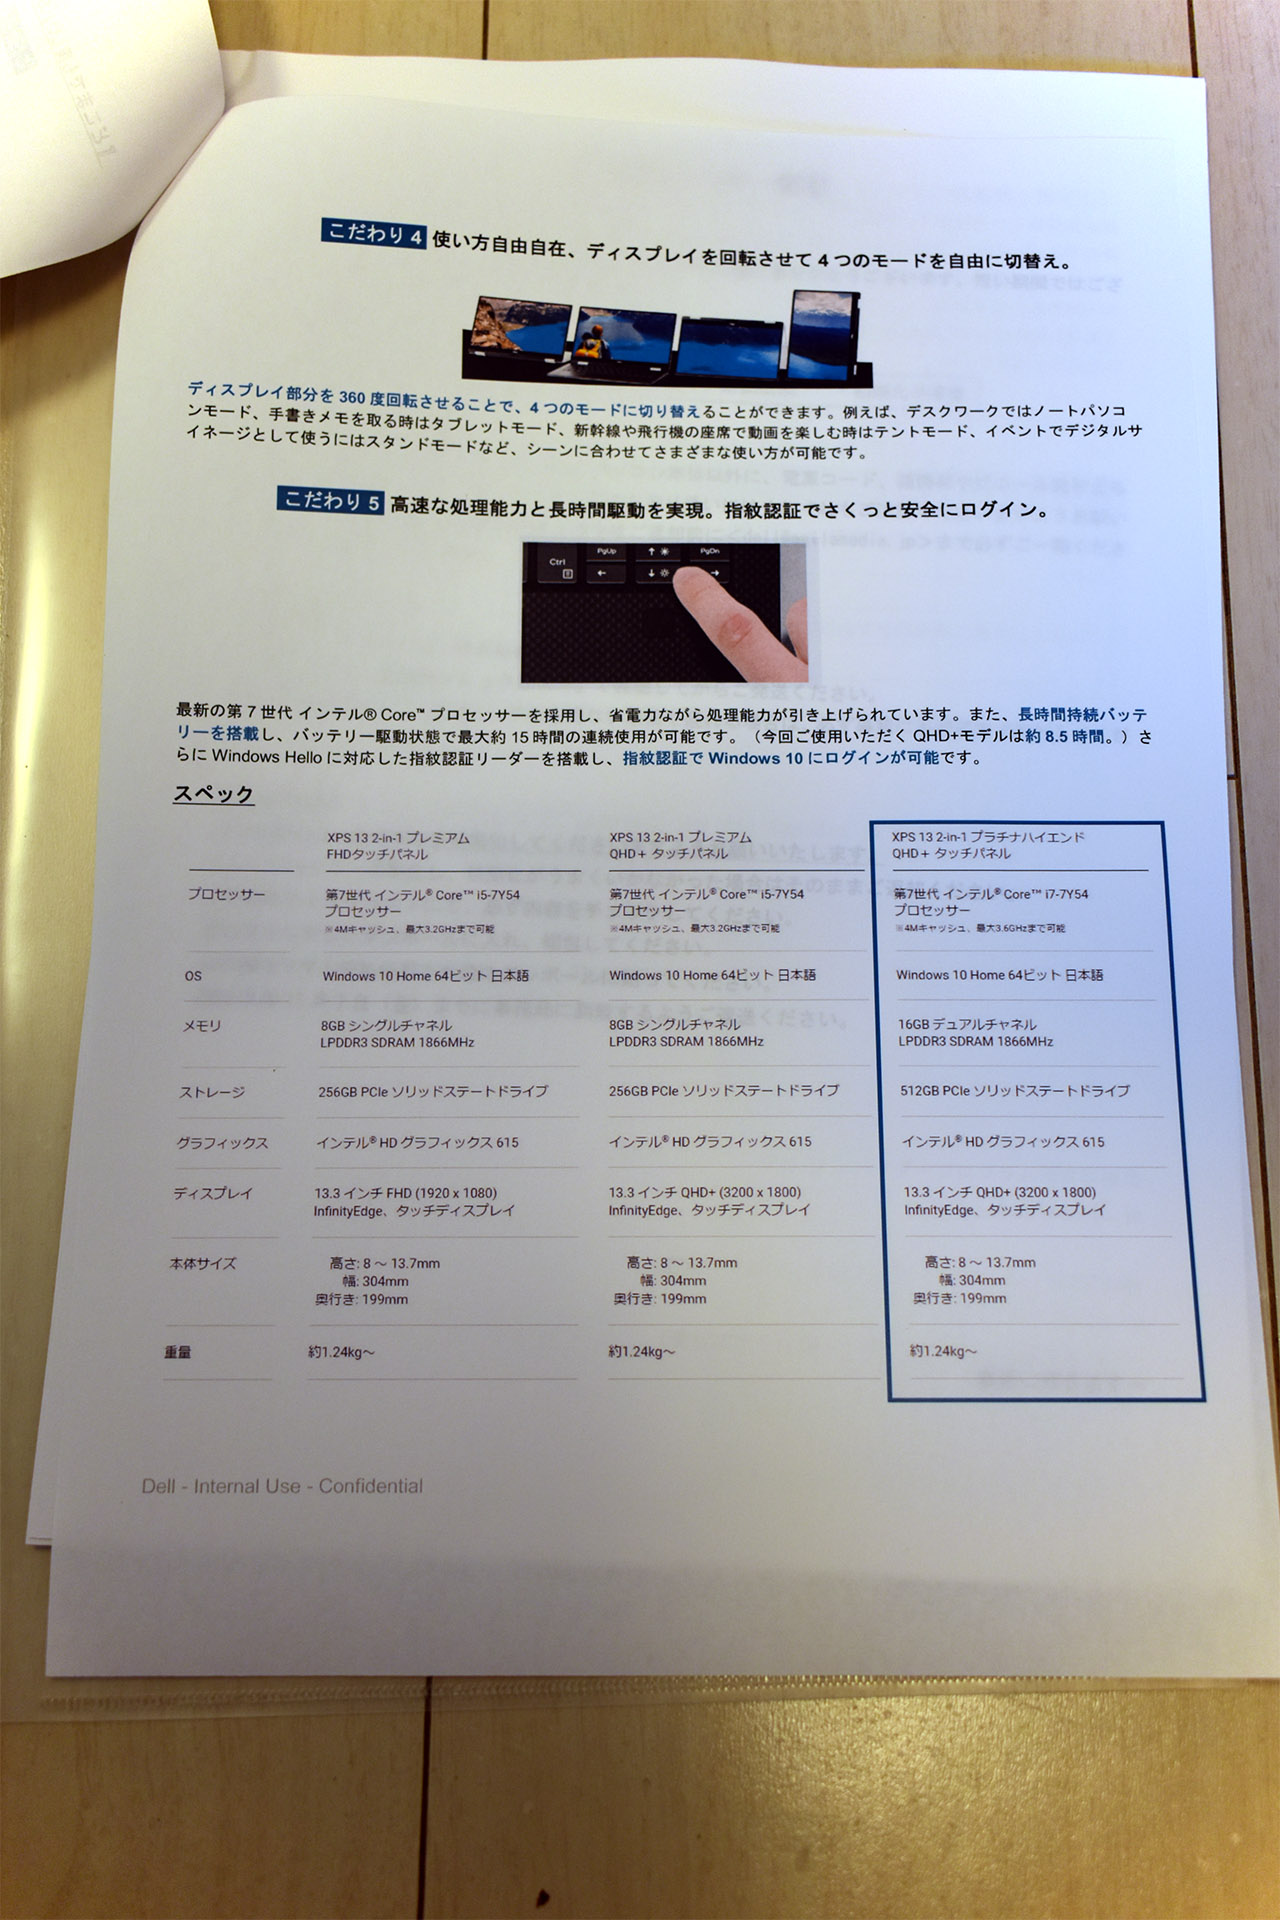 こだわり 4 使い方自由自在、ディスプレイを回転させて 4 つのモードを自由に切替え。
ディスプレイ部分を 360 度回転させることで、4 つのモードに切り替えることができます。例えば、デスクワークではノートパソコ
ンモード、手書きメモを取る時はタブレットモード、新幹線や飛行機の座席で動画を楽しむ時はテントモード、イベントでデジタルサ
イネージとして使うにはスタンドモードなど、シーンに合わせてさまざまな使い方が可能です。
こだわり 5 高速な処理能力と長時間駆動を実現。指紋認証でさくっと安全にログイン。
Ctrl PgUp ↑ PgDn
← ↓ →
最新の第 7 世代 インテル® Core™ プロセッサーを採用し、省電力ながら処理能力が引き上げられています。また、長時間持続バッテ
リーを搭載し、バッテリー駆動状態で最大約 15 時間の連続使用が可能です。（今回ご使用いただく QHD+モデルは約 8.5 時間。）さ
らに Windows Hello に対応した指紋認証リーダーを搭載し、指紋認証で Windows 10 にログインが可能です。
スペック
XPS 13 2-in-1 プレミアム XPS 13 2-in-1 プレミアム XPS 13 2-in-1 プラチナハイエンド
FHDタッチパネル QHD+ タッチパネル QHD+ タッチパネル
プロセッサー 第7世代 インテル® Core™ i5-7Y54 第7世代 インテル® Core™ i5-7Y54 第7世代 インテル® Core™ i7-7Y54
プロセッサー プロセッサー プロセッサー
※4Mキャッシュ、最大3.2GHzまで可能 ※4Mキャッシュ、最大3.2GHzまで可能 ※4Mキャッシュ、最大3.6GHzまで可能
OS Windows 10 Home 64ビット 日本語 Windows 10 Home 64ビット 日本語 Windows 10 Home 64ビット 日本語
メモリ 8GB シングルチャネル 8GB シングルチャネル 16GB デュアルチャネル
LPDDR3 SDRAM 1866MHz LPDDR3 SDRAM 1866MHz LPDDR3 SDRAM 1866MHz
ストレージ 256GB PCIe ソリッドステートドライブ 256GB PCIe ソリッドステートドライブ 512GB PCIe ソリッドステートドライブ
グラフィックス インテル® HD グラフィックス 615 インテル® HD グラフィックス 615 インテル® HD グラフィックス 615
ディスプレイ 13.3 インチ FHD (1920 x 1080) 13.3 インチ QHD+ (3200 x 1800) 13.3 インチ QHD+ (3200 x 1800)
InfinityEdge、タッチディスプレイ InfinityEdge、タッチディスプレイ InfinityEdge、タッチディスプレイ
本体サイズ 高さ: 8 ～ 13.7mm 高さ: 8 ～ 13.7mm 高さ: 8 ～ 13.7mm
幅: 304mm 幅: 304mm 幅: 304mm
奥行き: 199mm 奥行き: 199mm 奥行き: 199mm
重量 約1.24kg～ 約1.24kg～ 約1.24kg～
Dell - Internal Use - Confidential